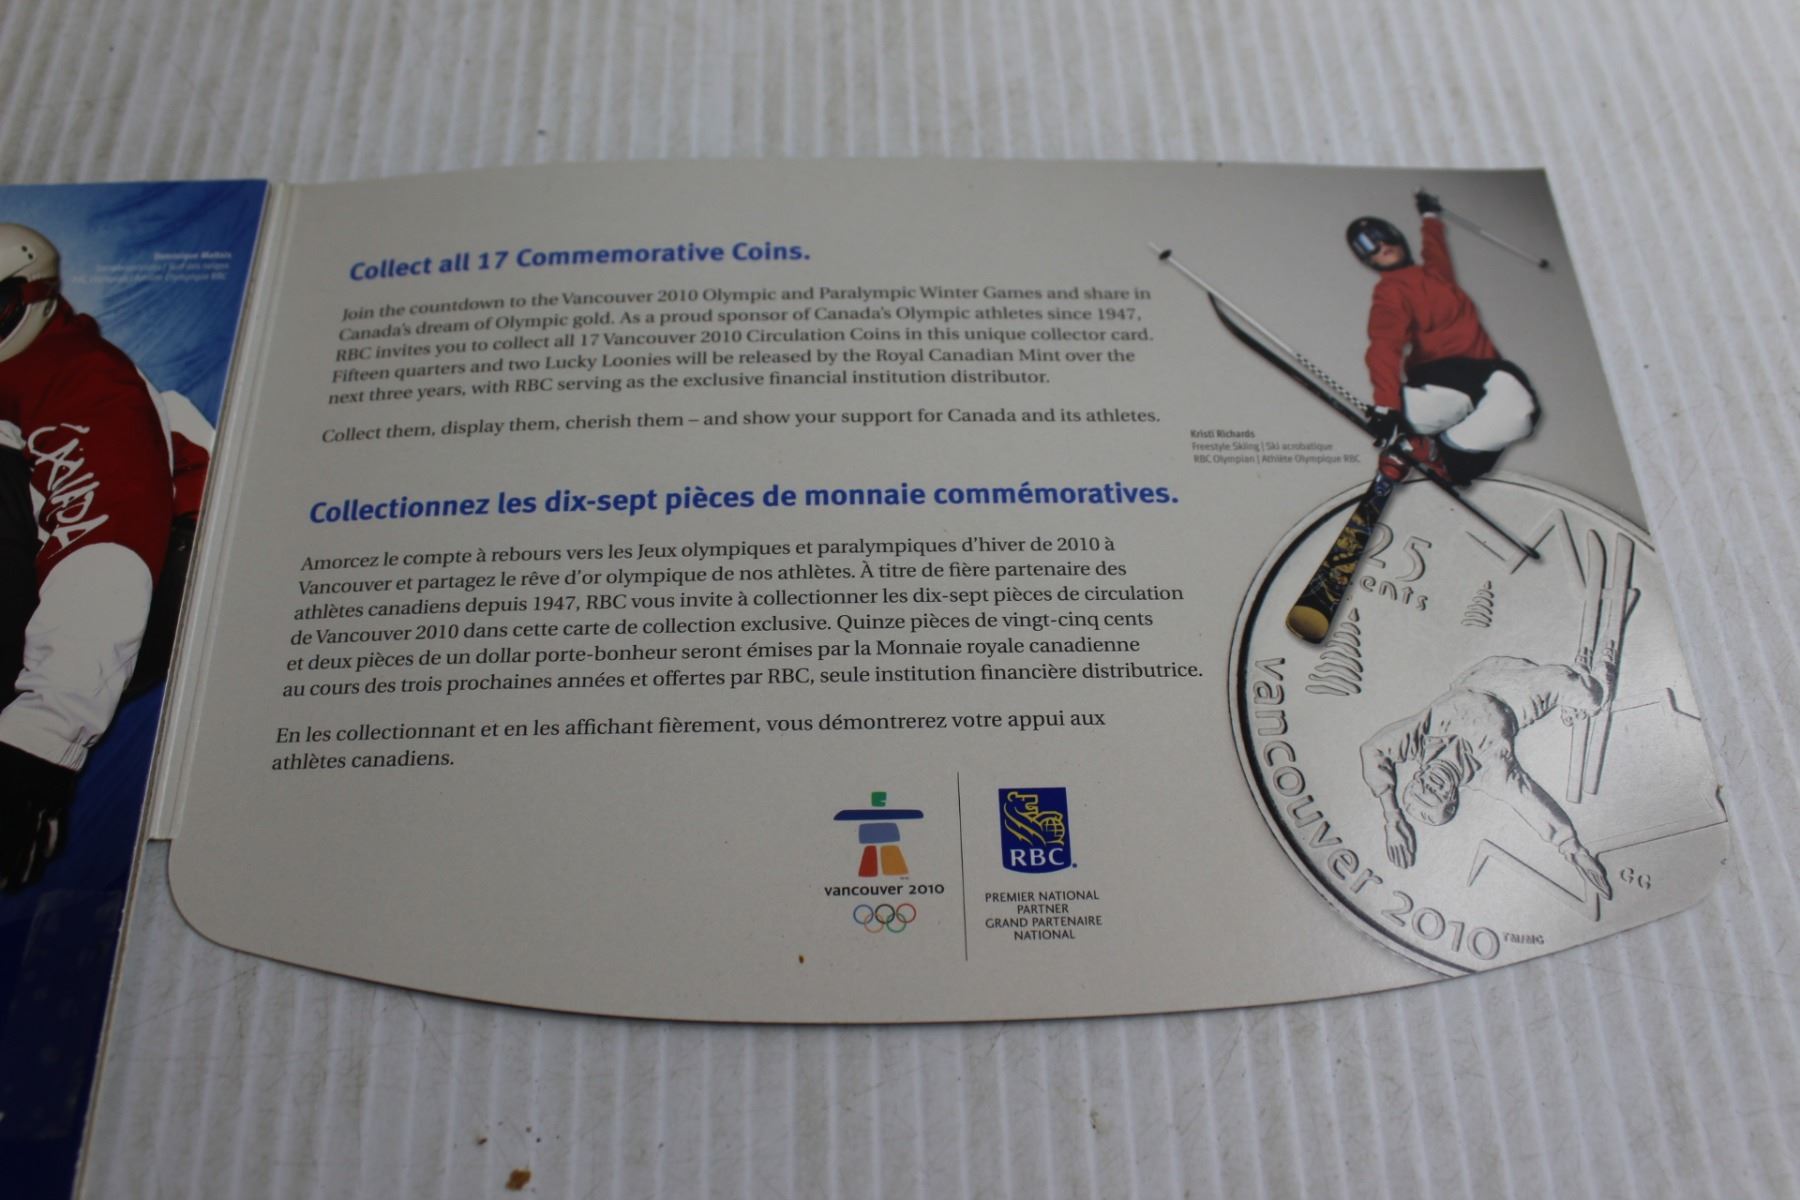 Dominique Maltais
CANADA
Collect all 17 Commemorative Coins.
Join the countdown to the Vancouver 2010 Olympic and Paralympic Winter Games and share in
Canada's dream of Olympic gold. As a proud sponsor of Canada's Olympic athletes since 1947,
RBC invites you to collect all 17 Vancouver 2010 Circulation Coins in this unique collector card.
Fifteen quarters and two Lucky Loonies will be released by the Royal Canadian Mint over the
next three years, with RBC serving as the exclusive financial institution distributor.
Collect them, display them, cherish them – and show your support for Canada and its athletes.
Kristi Richards
Freestyle Skiing | Ski acrobatique
RBC Olympian | Athlète Olympique RBC
Collectionnez les dix-sept pièces de monnaie commémoratives.
Amorcez le compte à rebours vers les Jeux olympiques et paralympiques d'hiver de 2010 à
Vancouver et partagez le rêve d'or olympique de nos athlètes. À titre de fière partenaire des
athlètes canadiens depuis 1947, RBC vous invite à collectionner les dix-sept pièces de circulation
de Vancouver 2010 dans cette carte de collection exclusive. Quinze pièces de vingt-cinq cents
et deux pièces de un dollar porte-bonheur seront émises par la Monnaie royale canadienne
au cours des trois prochaines années et offertes par RBC, seule institution financière distributrice.
En les collectionnant et en les affichant fièrement, vous démontrerez votre appui aux
athlètes canadiens.
vancouver 2010
RBC
PREMIER NATIONAL
PARTNER
GRAND PARTENAIRE
NATIONAL
25
cents
vancouver 2010 TM/MC
GG